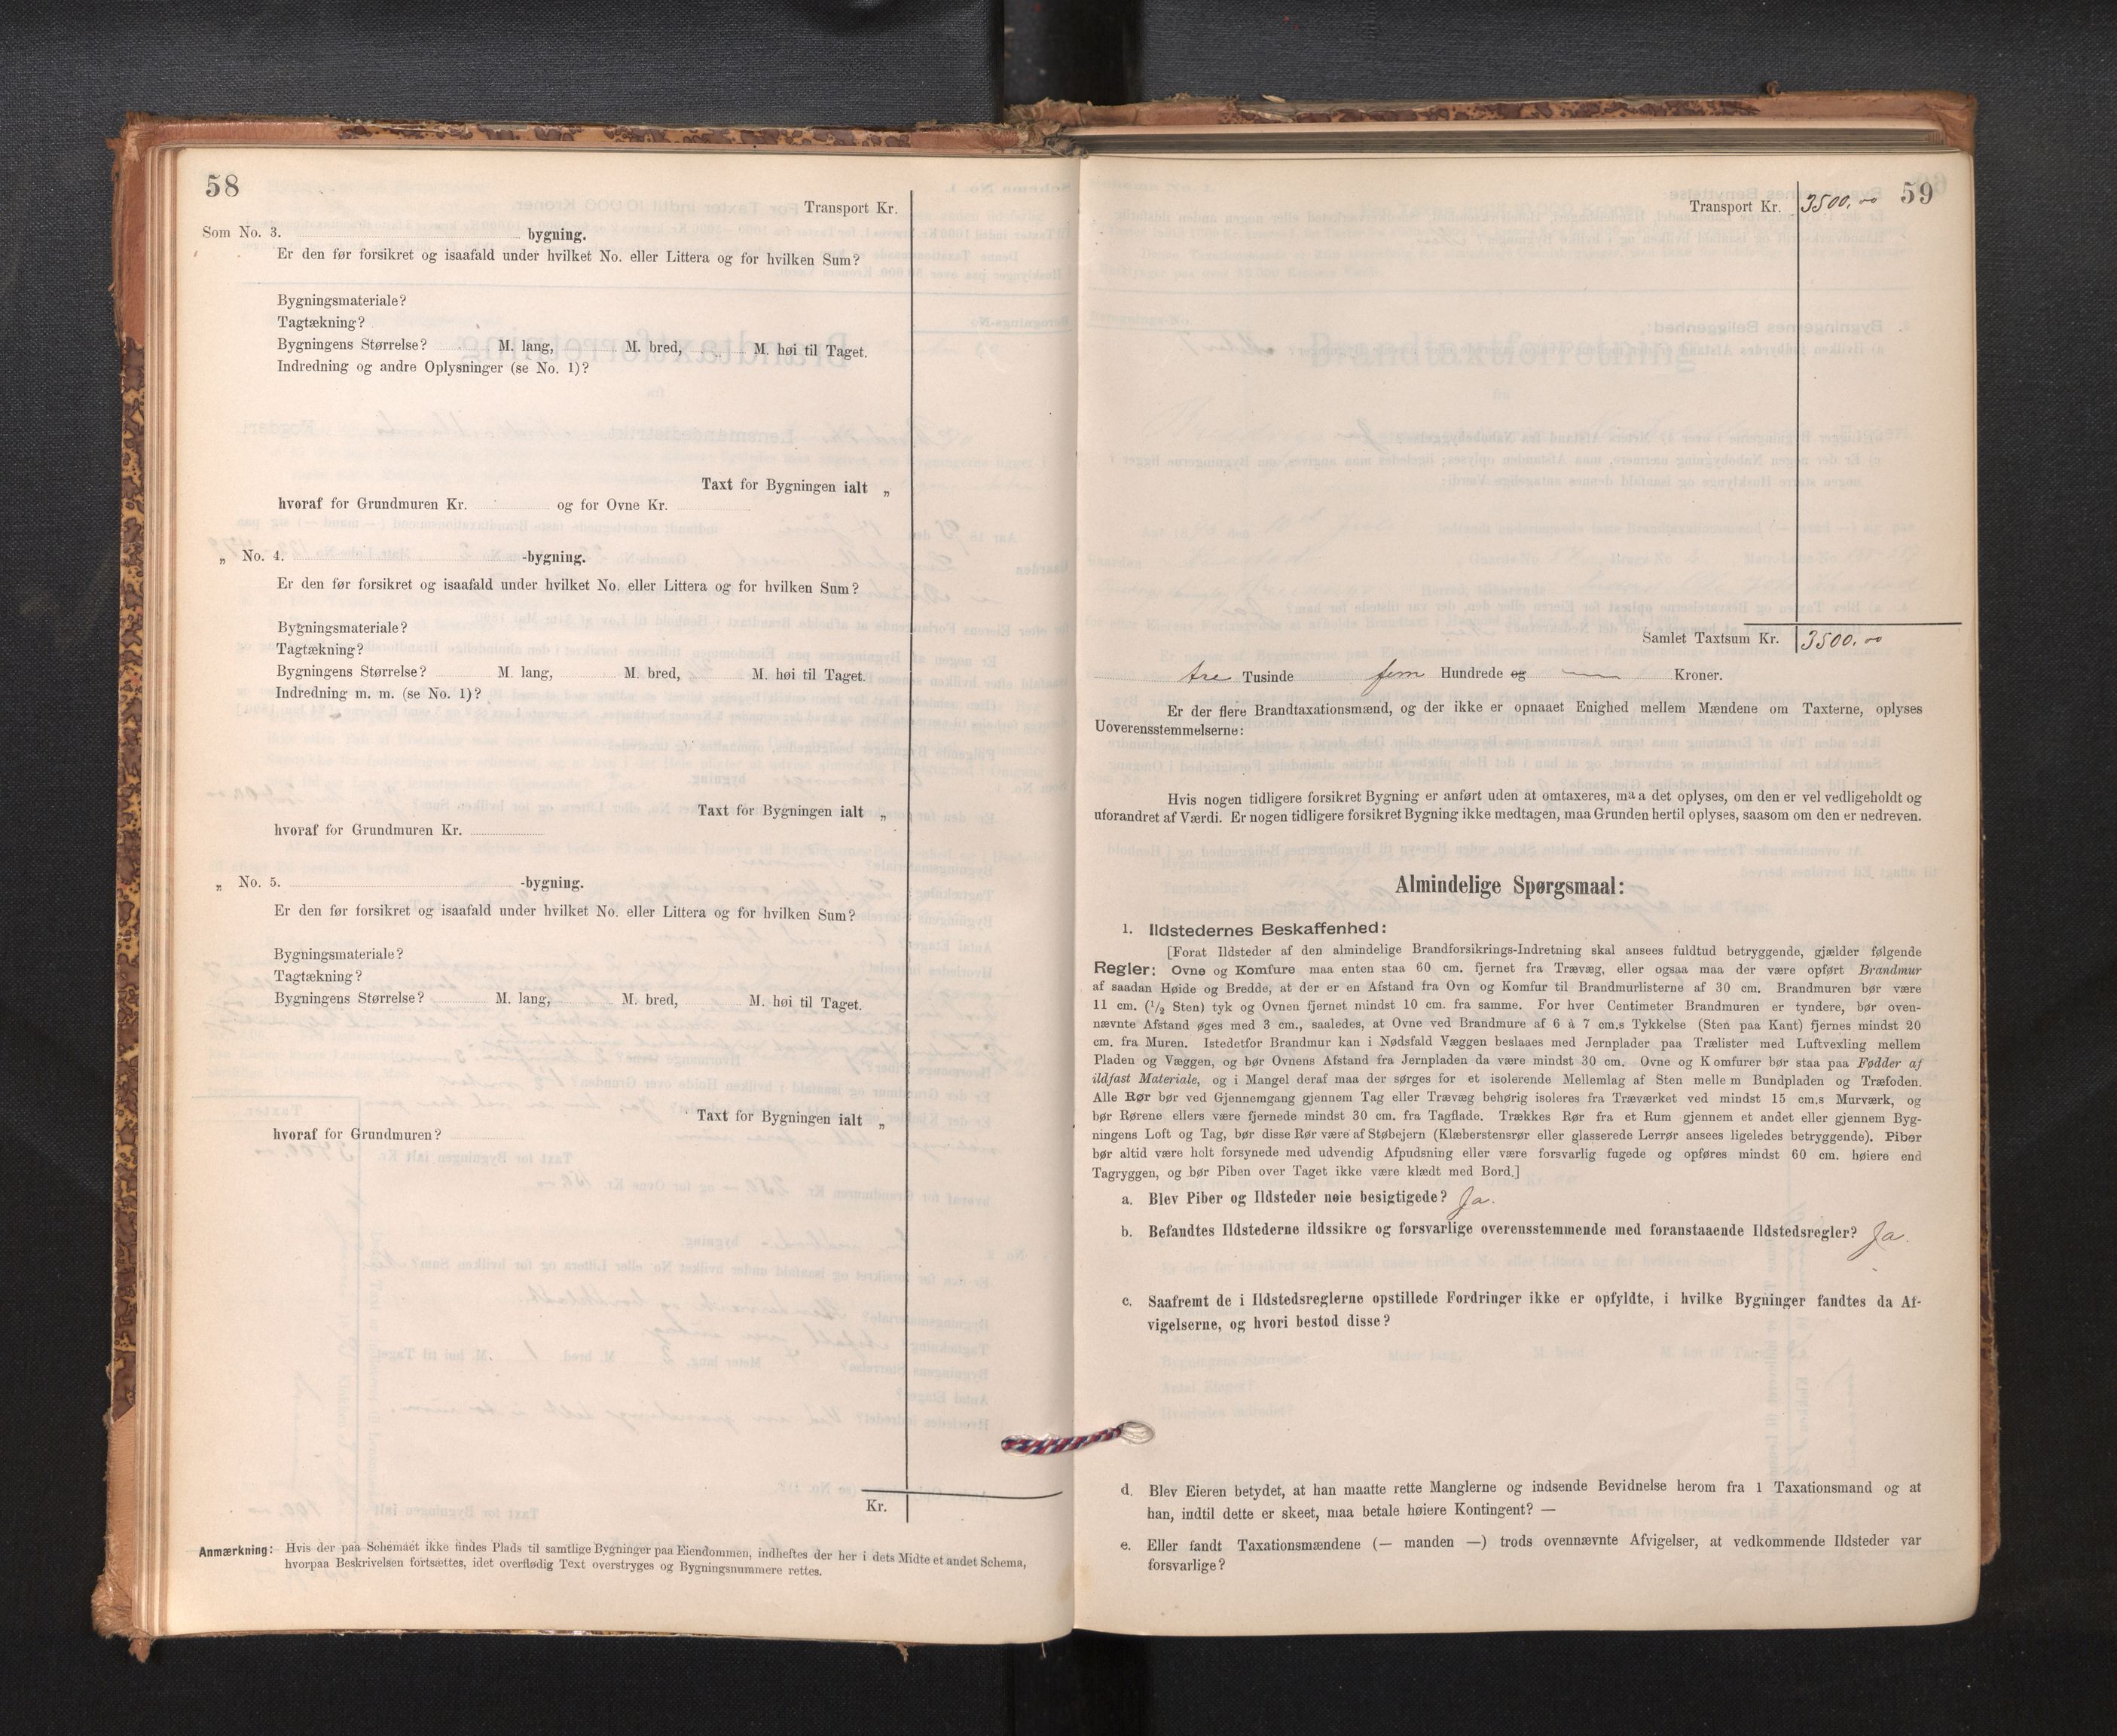 58
Transport Kr.
Som No. 3. bygning.
Er den før forsikret og isaafald under hvilket No. eller Littera og for hvilken Sum?
Bygningsmateriale?
Tagtækning?
Bygningens Størrelse? M. lang, M. bred, M. høi til Taget.
Indredning og andre Oplysninger (se No. 1)?
Taxt for Bygningen ialt „
hvoraf for Grundmuren Kr. og for Ovne Kr.
„ No. 4. -bygning.
Er den før forsikret og isaafald under hvilket No. eller Littera og for hvilken Sum?
Bygningsmateriale?
Tagtækning?
Bygningens Størrelse? M. lang, M. bred, M. høi til Taget.
Indredning m. m. (se No. 1)?
Taxt for Bygningen ialt „
hvoraf for Grundmuren Kr.
„ No. 5. -bygning.
Er den før forsikret og isaafald under hvilket No. eller Littera og for hvilken Sum?
Bygningsmateriale?
Tagtækning?
Bygningens Størrelse? M. lang, M. bred, M. høi til Taget.
Taxt for Bygningen ialt „
hvoraf for Grundmuren?
Kr.
Anmærkning: Hvis der paa Schemaet ikke findes Plads til samtlige Bygninger paa Eiendommen, indheftes der her i dets Midte et andet Schema,
hvorpaa Beskrivelsen fortsættes, idet overflødig Text overstryges og Bygningsnummere rettes.
59
Transport Kr. 3500,00
Samlet Taxtsum Kr. 3500,00
tre Tusinde fem Hundrede og — Kroner.
Er der flere Brandtaxationsmænd, og der ikke er opnaaet Enighed mellem Mændene om Taxterne, oplyses
Uoverensstemmelserne:
Hvis nogen tidligere forsikret Bygning er anført uden at omtaxeres, maa det oplyses, om den er vel vedligeholdt og
uforandret af Værdi. Er nogen tidligere forsikret Bygning ikke medtagen, maa Grunden hertil oplyses, saasom om den er nedreven.
Almindelige Spørgsmaal:
1. Ildstedernes Beskaffenhed:
[Forat Ildsteder af den almindelige Brandforsikrings-Indretning skal ansees fuldtud betryggende, gjælder følgende
Regler: Ovne og Komfure maa enten staa 60 cm. fjernet fra Trævæg, eller ogsaa maa der være opført Brandmur
af saadan Høide og Bredde, at der er en Afstand fra Ovn og Komfur til Brandmurlisterne af 30 cm. Brandmuren bør være
11 cm. (1/2 Sten) tyk og Ovnen fjernet mindst 10 cm. fra samme. For hver Centimeter Brandmuren er tyndere, bør oven-
nævnte Afstand øges med 3 cm., saaledes, at Ovne ved Brandmure af 6 à 7 cm.s Tykkelse (Sten paa Kant) fjernes mindst 20
cm. fra Muren. Istedetfor Brandmur kan i Nødsfald Væggen beslaaes med Jernplader paa Trælister med Luftvexling mellem
Pladen og Væggen, og bør Ovnens Afstand fra Jernpladen da være mindst 30 cm. Ovne og Komfurer bør staa paa Fødder af
ildfast Materiale, og i Mangel deraf maa der sørges for et isolerende Mellemlag af Sten mellem Bundpladen og Træfoden.
Alle Rør bør ved Gjennemgang gjennem Tag eller Trævæg behørig isoleres fra Træværket ved mindst 15 cm.s Murværk, og
bør Rørene ellers være fjernede mindst 30 cm. fra Tagflade. Trækkes Rør fra et Rum gjennem et andet eller gjennem Byg-
ningens Loft og Tag, bør disse Rør være af Støbejern (Klæberstensrør eller glasserede Lerrør ansees ligeledes betryggende). Piber
bør altid være helt forsynede med udvendig Afpudsning eller være forsvarlig fugede og opføres mindst 60 cm. høiere end
Tagryggen, og bør Piben over Taget ikke være klædt med Bord.]
a. Blev Piber og Ildsteder nøie besigtigede? Ja.
b. Befandtes Ildstederne ildssikre og forsvarlige overensstemmende med foranstaaende Ildstedsregler? Ja.
c. Saafremt de i Ildstedsreglerne opstillede Fordringer ikke er opfyldte, i hvilke Bygninger fandtes da Af-
vigelserne, og hvori bestod disse?
d. Blev Eieren betydet, at han maatte rette Manglerne og indsende Bevidnelse herom fra 1 Taxationsmand og at
han, indtil dette er skeet, maa betale høiere Kontingent? —
e. Eller fandt Taxationsmændene (— manden —) trods ovennævnte Afvigelser, at vedkommende Ildsteder var
forsvarlige?